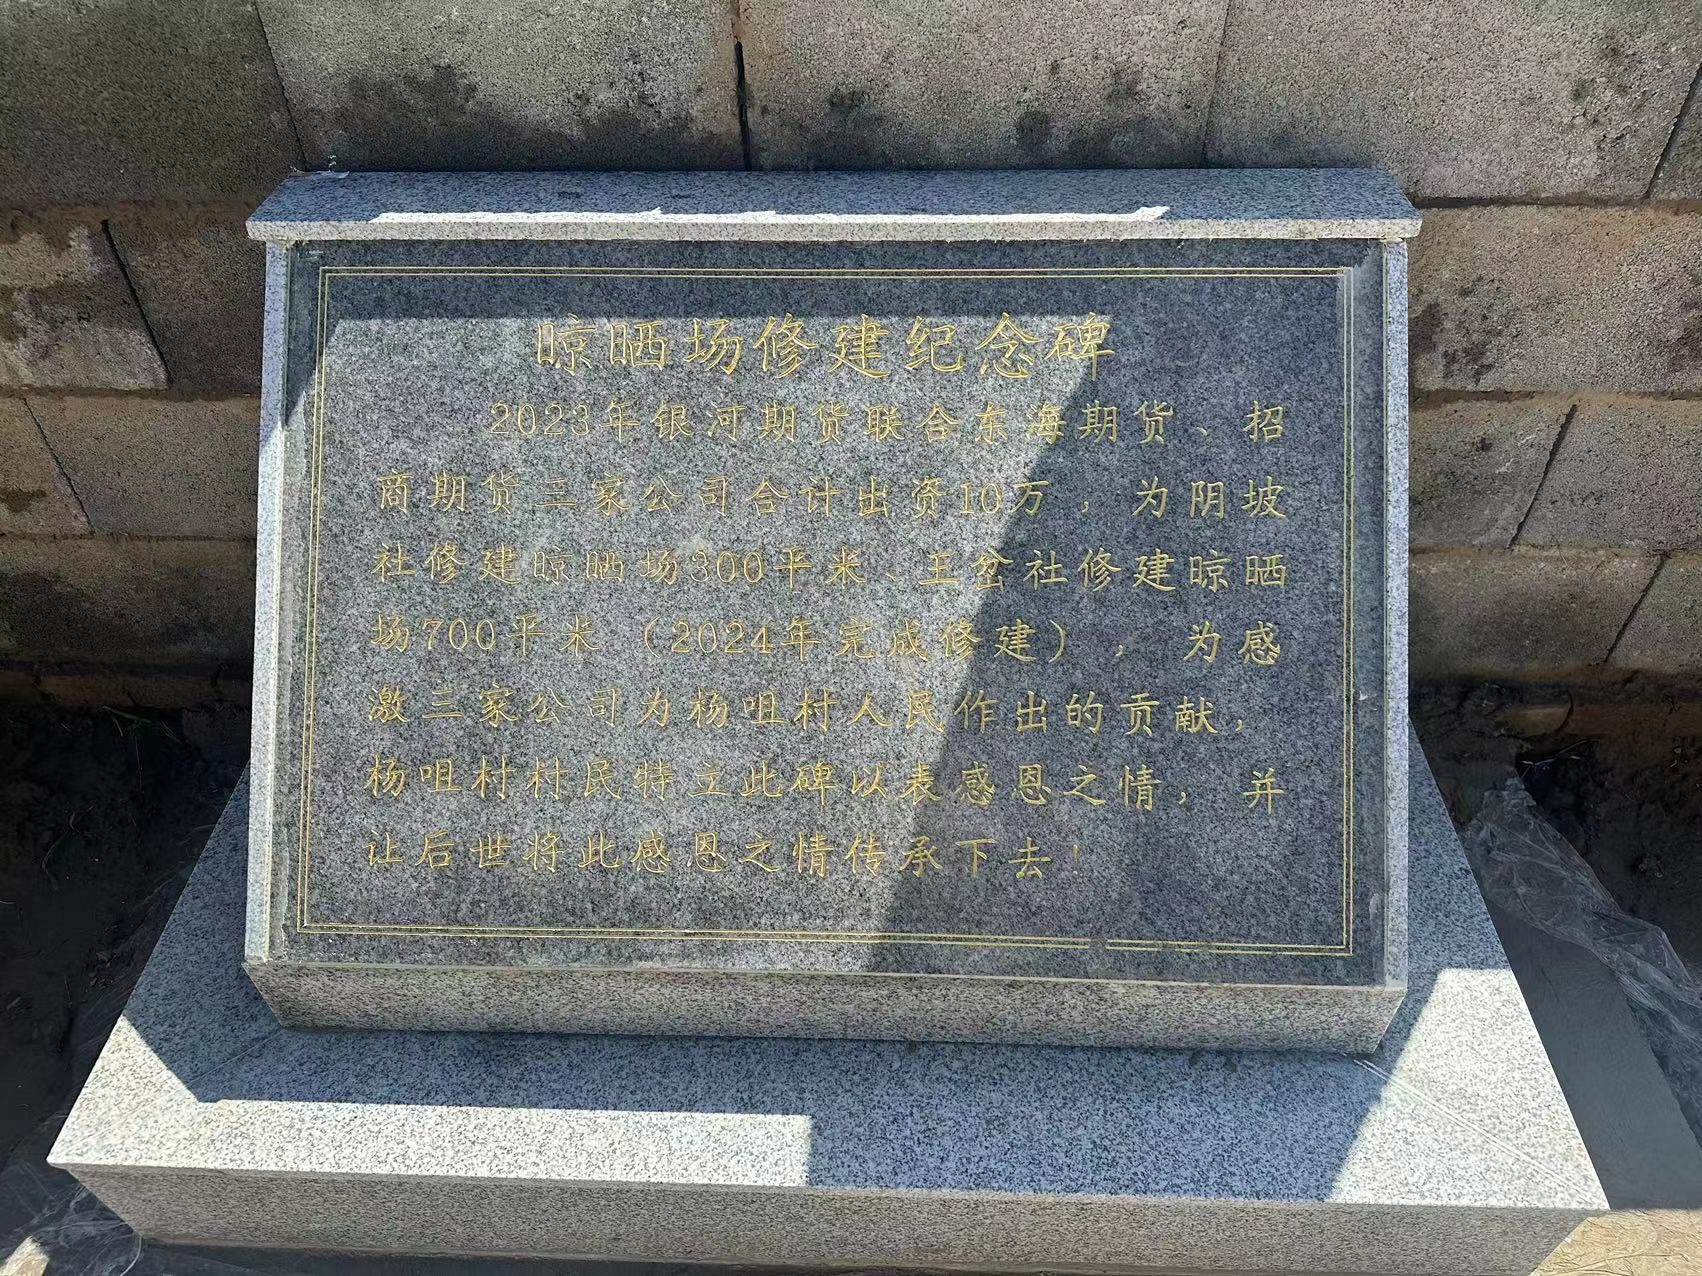 晾晒场修建纪念碑
2023年银河期货联合东海期货、招
商期货三家公司合计出资10万，为阴坡
社修建晾晒场300平米、王岔社修建晾晒
场700平米（2024年完成修建），为感
激三家公司为杨咀村人民作出的贡献，
杨咀村村民特立此碑以表感恩之情，并
让后世将此感恩之情传承下去！